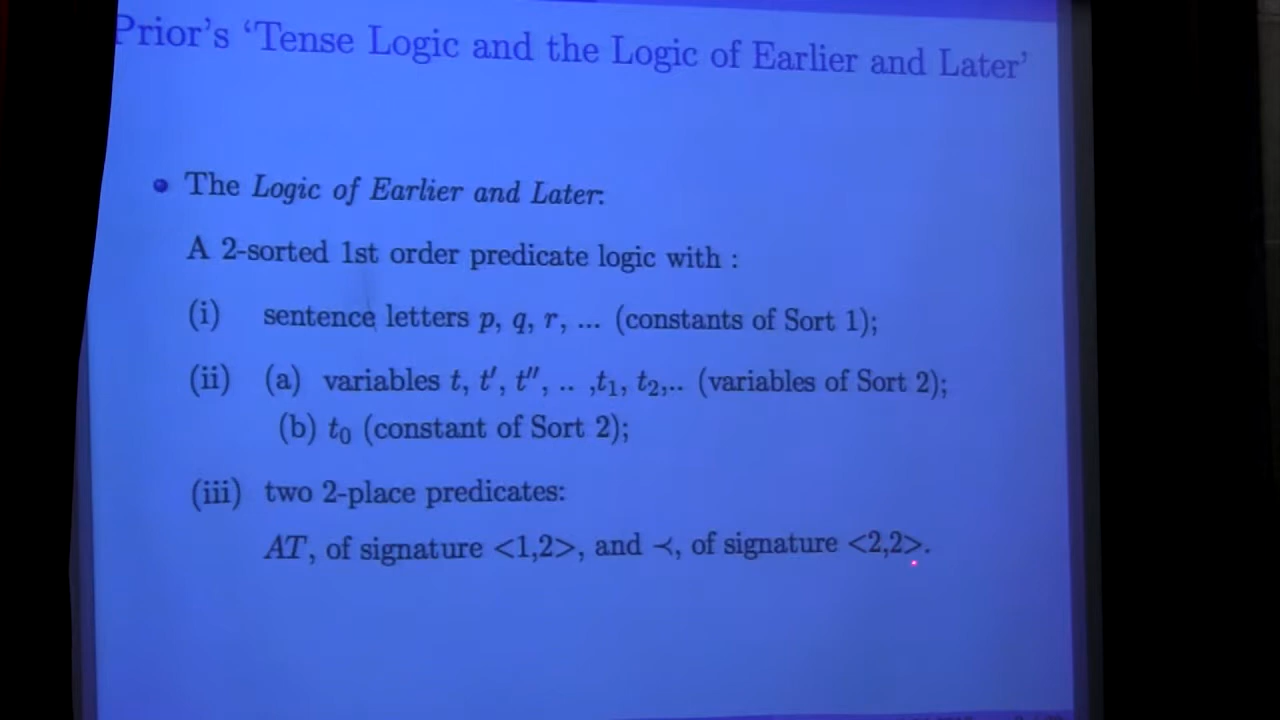 Prior's ‘Tense Logic and the Logic of Earlier and Later’
• The Logic of Earlier and Later:
A 2-sorted 1st order predicate logic with :
(i) sentence letters p, q, r, ... (constants of Sort 1);
(ii) (a) variables t, t′, t′′, .. ,t₁, t₂,.. (variables of Sort 2);
(b) t₀ (constant of Sort 2);
(iii) two 2-place predicates:
AT, of signature <1,2>, and ≺, of signature <2,2>.